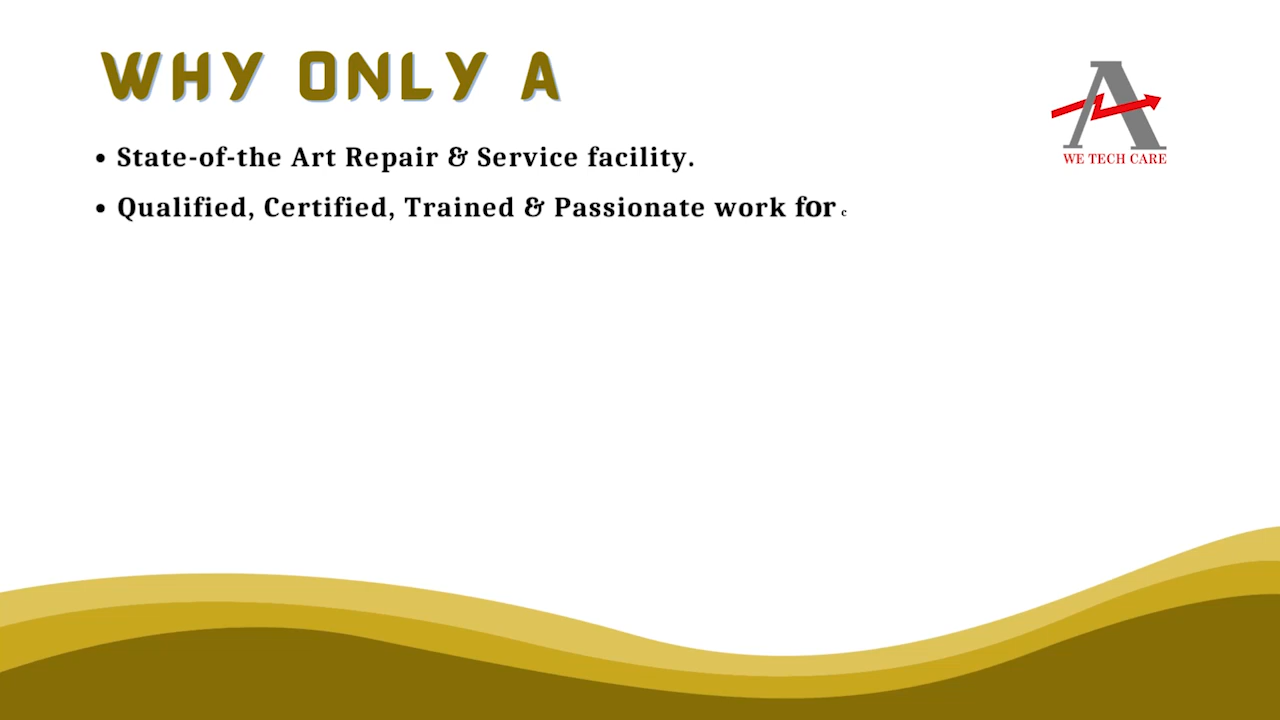 WHY ONLY A
• State-of-the Art Repair & Service facility.
• Qualified, Certified, Trained & Passionate work for c
A
WE TECH CARE